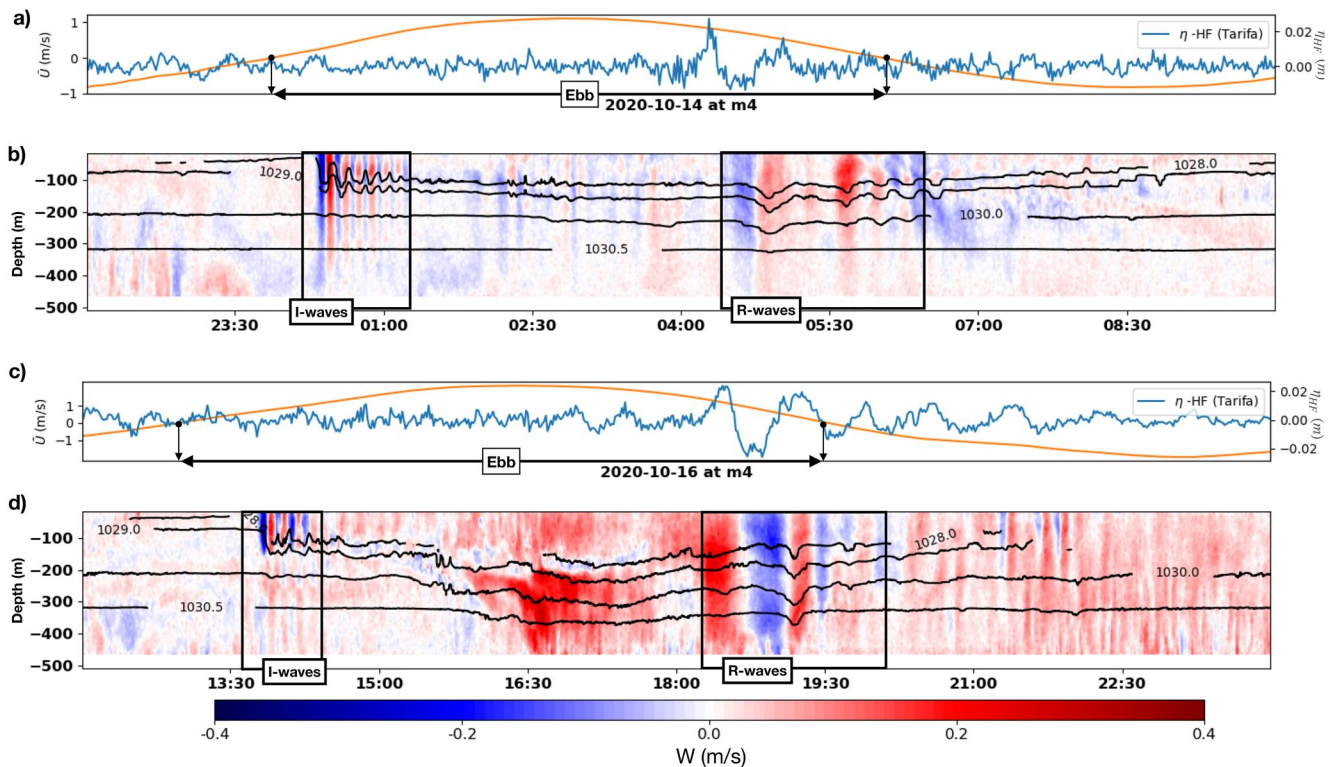 a)
1
0
−1
Ū (m/s)
η -HF (Tarifa)
0.02
0.00
ηHF (m)
Ebb
2020-10-14 at m4
b)
−100
−200
−300
−400
−500
Depth (m)
1029.0
1028.0
1030.0
1030.5
I-waves
R-waves
23:30 01:00 02:30 04:00 05:30 07:00 08:30
c)
1
0
−1
Ū (m/s)
η -HF (Tarifa)
0.02
0.00
−0.02
ηHF (m)
Ebb
2020-10-16 at m4
d)
−100
−200
−300
−400
−500
Depth (m)
1029.0
1028.0
1030.0
1030.5
I-waves
R-waves
13:30 15:00 16:30 18:00 19:30 21:00 22:30
-0.4 -0.2 0.0 0.2 0.4
W (m/s)